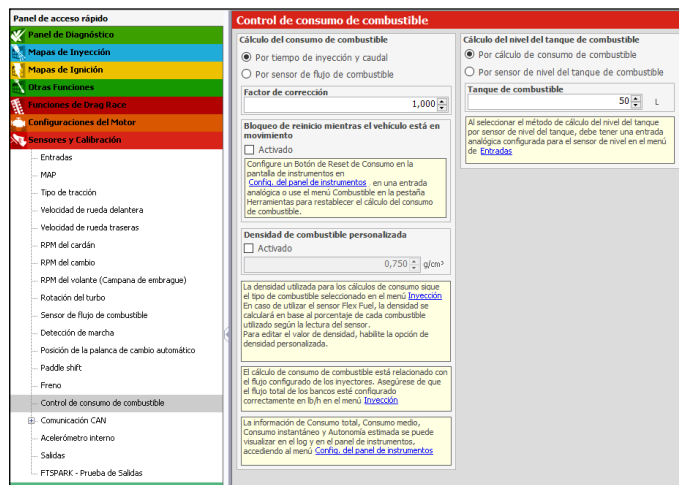 Panel de acceso rápido
Panel de Diagnóstico
Mapas de Inyección
Mapas de Ignición
Otras Funciones
Funciones de Drag Race
Configuraciones del Motor
Sensores y Calibración
Entradas
MAP
Tipo de tracción
Velocidad de rueda delantera
Velocidad de rueda traseras
RPM del cardán
RPM del cambio
RPM del volante (Campana de embrague)
Rotación del turbo
Sensor de flujo de combustible
Detección de marcha
Posición de la palanca de cambio automático
Paddle shift
Freno
Control de consumo de combustible
Comunicación CAN
Acelerómetro interno
Salidas
FTSPARK - Prueba de Salidas
Control de consumo de combustible
Cálculo del consumo de combustible
Por tiempo de inyección y caudal
Por sensor de flujo de combustible
Factor de corrección
1,000
Bloqueo de reinicio mientras el vehículo está en
movimiento
Activado
Configure un Botón de Reset de Consumo en la
pantalla de instrumentos en
Config. del panel de instrumentos , en una entrada
analógica o use el menú Combustible en la pestaña
Herramientas para restablecer el cálculo del consumo
de combustible.
Densidad de combustible personalizada
Activado
0,750 g/cm³
La densidad utilizada para los cálculos de consumo sigue
el tipo de combustible seleccionado en el menú Inyección
En caso de utilizar el sensor Flex Fuel, la densidad se
calculará en base al porcentaje de cada combustible
utilizado según la lectura del sensor.
Para editar el valor de densidad, habilite la opción de
densidad personalizada.
El cálculo de consumo de combustible está relacionado con
el flujo configurado de los inyectores. Asegúrese de que
el flujo total de los bancos esté configurado
correctamente en lb/h en el menú Inyección
La información de Consumo total, Consumo medio,
Consumo instantáneo y Autonomía estimada se puede
visualizar en el log y en el panel de instrumentos,
accediendo al menú Config. del panel de instrumentos
Cálculo del nivel del tanque de combustible
Por cálculo de consumo de combustible
Por sensor de nivel del tanque de combustible
Tanque de combustible
50 L
Al seleccionar el método de cálculo del nivel del tanque
por sensor de nivel del tanque, debe tener una entrada
analógica configurada para el sensor de nivel en el menú
de Entradas